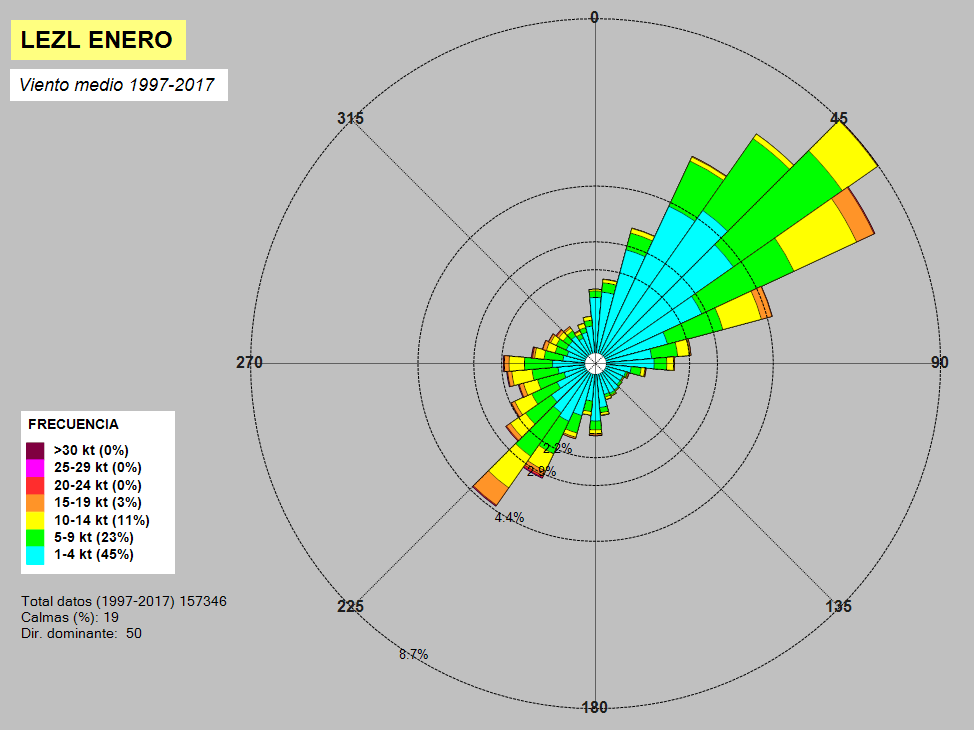 LEZL ENERO
Viento medio 1997-2017
0
45
90
135
180
225
270
315
2.2%
2.9%
4.4%
8.7%
FRECUENCIA
>30 kt (0%)
25-29 kt (0%)
20-24 kt (0%)
15-19 kt (3%)
10-14 kt (11%)
5-9 kt (23%)
1-4 kt (45%)
Total datos (1997-2017) 157346
Calmas (%): 19
Dir. dominante: 50